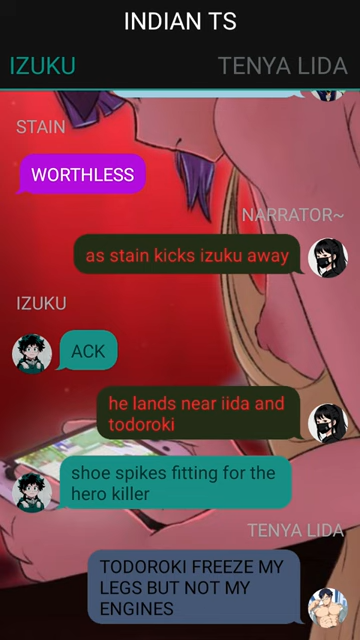 INDIAN TS
IZUKU
TENYA LIDA
STAIN
WORTHLESS
NARRATOR~
as stain kicks izuku away
IZUKU
ACK
he lands near iida and
todoroki
shoe spikes fitting for the
hero killer
TENYA LIDA
TODOROKI FREEZE MY
LEGS BUT NOT MY
ENGINES